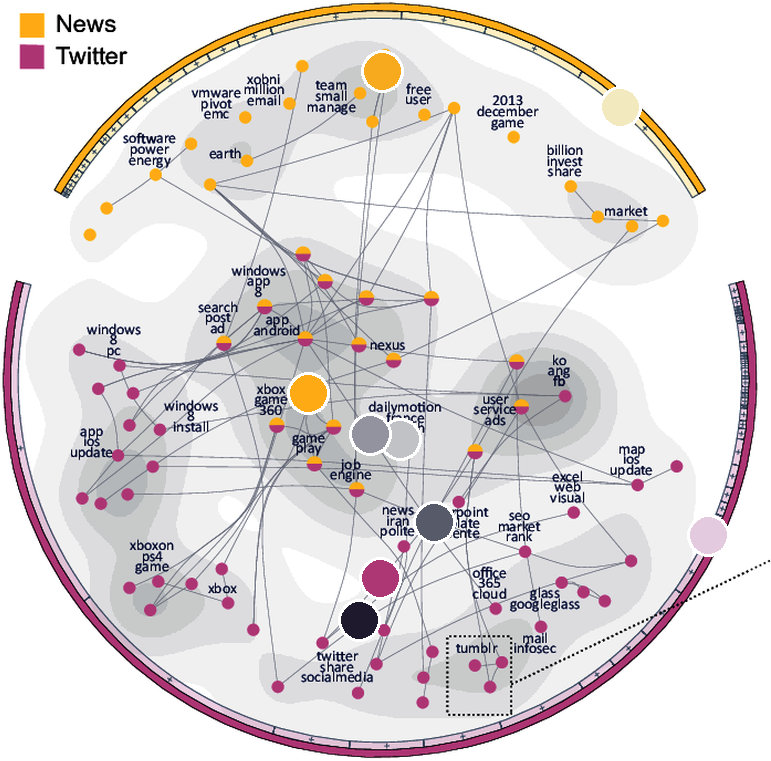 News
Twitter
xobni
million
email
vmware
pivot
emc
team
small
manage
free
user
2013
december
game
software
power
energy
earth
billion
invest
share
market
windows
app
8
search
post
ad
app
android
nexus
windows
8
pc
ko
ang
fb
xbox
game
360
user
service
ads
dailymotion
windows
8
install
game
play
app
ios
update
job
engine
map
ios
update
excel
web
visual
news
iran
polite
seo
market
rank
xboxon
ps4
game
xbox
office
365
cloud
glass
googleglass
mail
infosec
tumblr
twitter
share
socialmedia